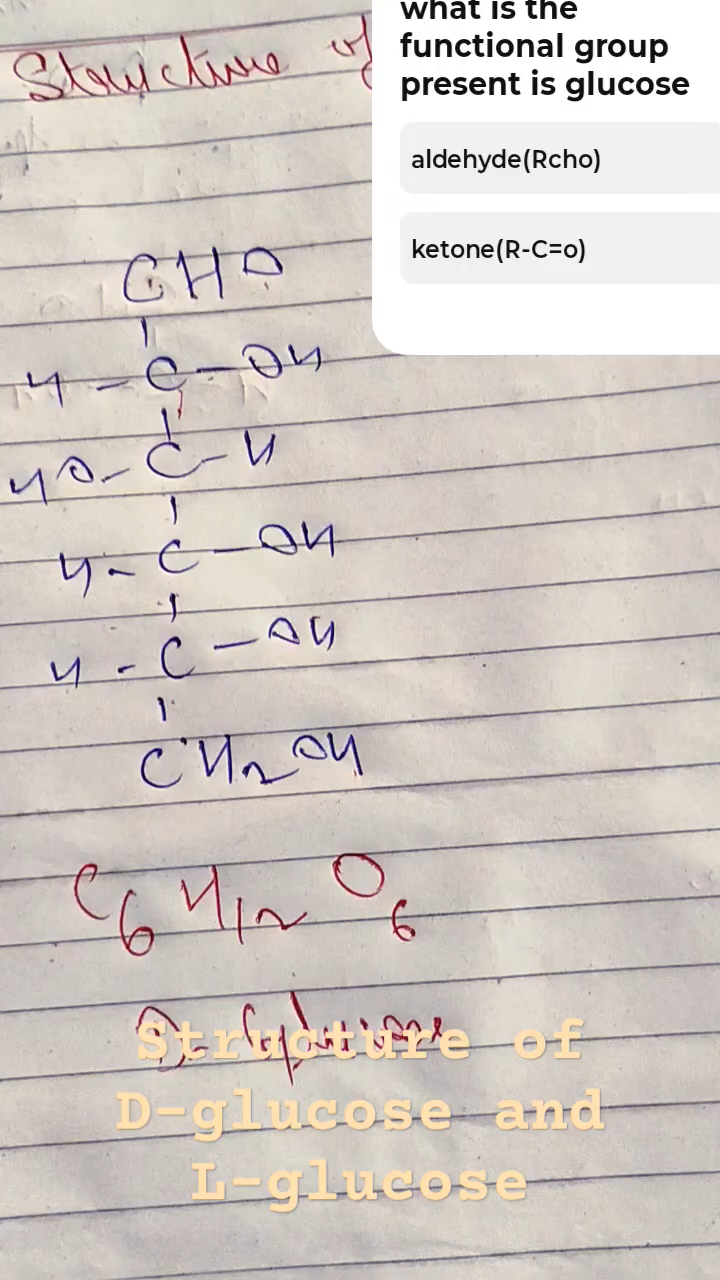 Structure of
what is the
functional group
present is glucose
aldehyde(Rcho)
ketone(R-C=o)
CHO
H - C - OH
HO - C - H
H - C - OH
H - C - OH
CH2OH
C6H12O6
D-Glucose
Structure of
D-glucose and
L-glucose